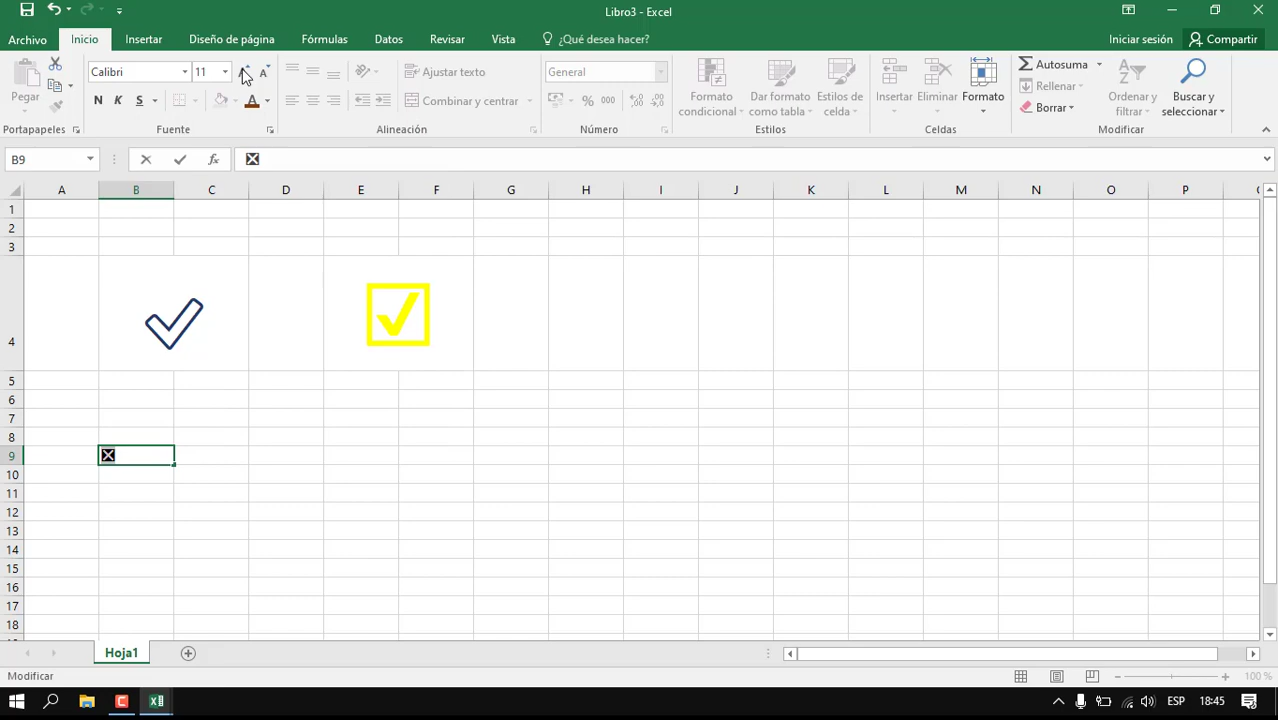 Libro3 - Excel
Archivo Inicio Insertar Diseño de página Fórmulas Datos Revisar Vista ¿Qué desea hacer? Iniciar sesión Compartir
Pegar
Calibri 11
N K S
A
Ajustar texto
Combinar y centrar
General
% 000
Formato condicional
Dar formato como tabla
Estilos de celda
Insertar
Eliminar
Formato
Autosuma
Rellenar
Borrar
Ordenar y filtrar
Buscar y seleccionar
Portapapeles Fuente Alineación Número Estilos Celdas Modificar
B9 fx
A B C D E F G H I J K L M N O P
1
2
3
4
5
6
7
8
9
10
11
12
13
14
15
16
17
18
Hoja1
Modificar 100 %
ESP 18:45